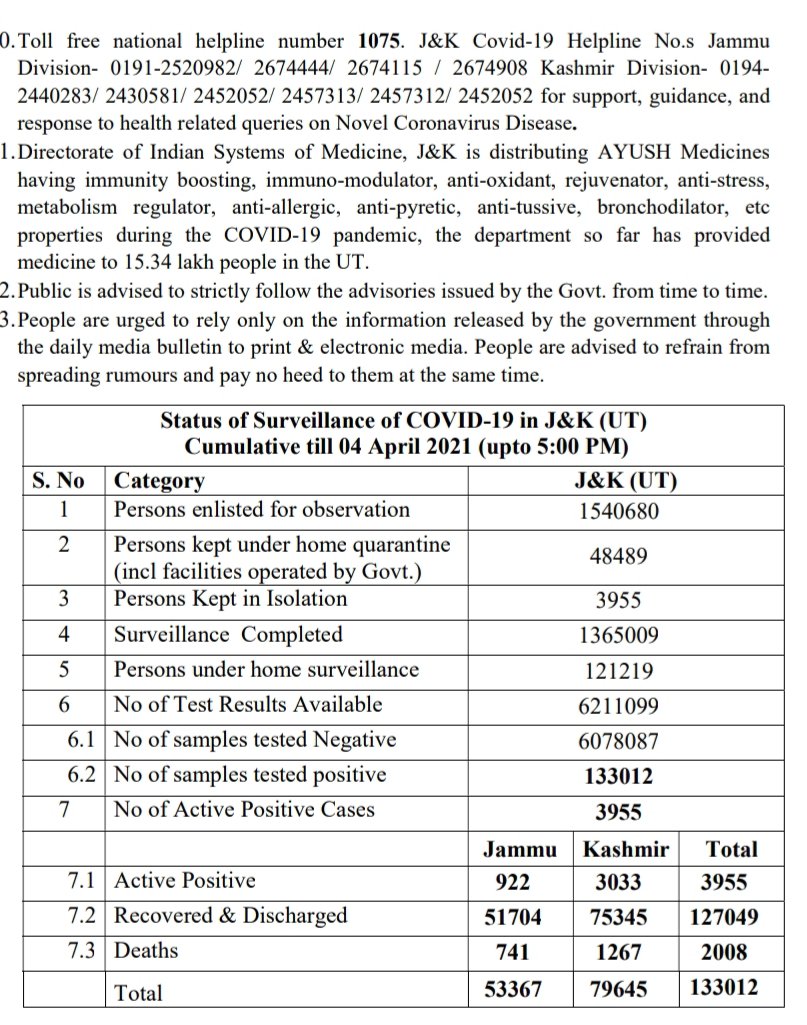 0.Toll free national helpline number 1075. J&K Covid-19 Helpline No.s Jammu
Division- 0191-2520982/ 2674444/ 2674115 / 2674908 Kashmir Division- 0194-
2440283/ 2430581/ 2452052/ 2457313/ 2457312/ 2452052 for support, guidance, and
response to health related queries on Novel Coronavirus Disease.
1.Directorate of Indian Systems of Medicine, J&K is distributing AYUSH Medicines
having immunity boosting, immuno-modulator, anti-oxidant, rejuvenator, anti-stress,
metabolism regulator, anti-allergic, anti-pyretic, anti-tussive, bronchodilator, etc
properties during the COVID-19 pandemic, the department so far has provided
medicine to 15.34 lakh people in the UT.
2.Public is advised to strictly follow the advisories issued by the Govt. from time to time.
3.People are urged to rely only on the information released by the government through
the daily media bulletin to print & electronic media. People are advised to refrain from
spreading rumours and pay no heed to them at the same time.
Status of Surveillance of COVID-19 in J&K (UT)
Cumulative till 04 April 2021 (upto 5:00 PM)
S. No Category J&K (UT)
1 Persons enlisted for observation 1540680
2 Persons kept under home quarantine
(incl facilities operated by Govt.) 48489
3 Persons Kept in Isolation 3955
4 Surveillance Completed 1365009
5 Persons under home surveillance 121219
6 No of Test Results Available 6211099
6.1 No of samples tested Negative 6078087
6.2 No of samples tested positive 133012
7 No of Active Positive Cases 3955
Jammu Kashmir Total
7.1 Active Positive 922 3033 3955
7.2 Recovered & Discharged 51704 75345 127049
7.3 Deaths 741 1267 2008
Total 53367 79645 133012